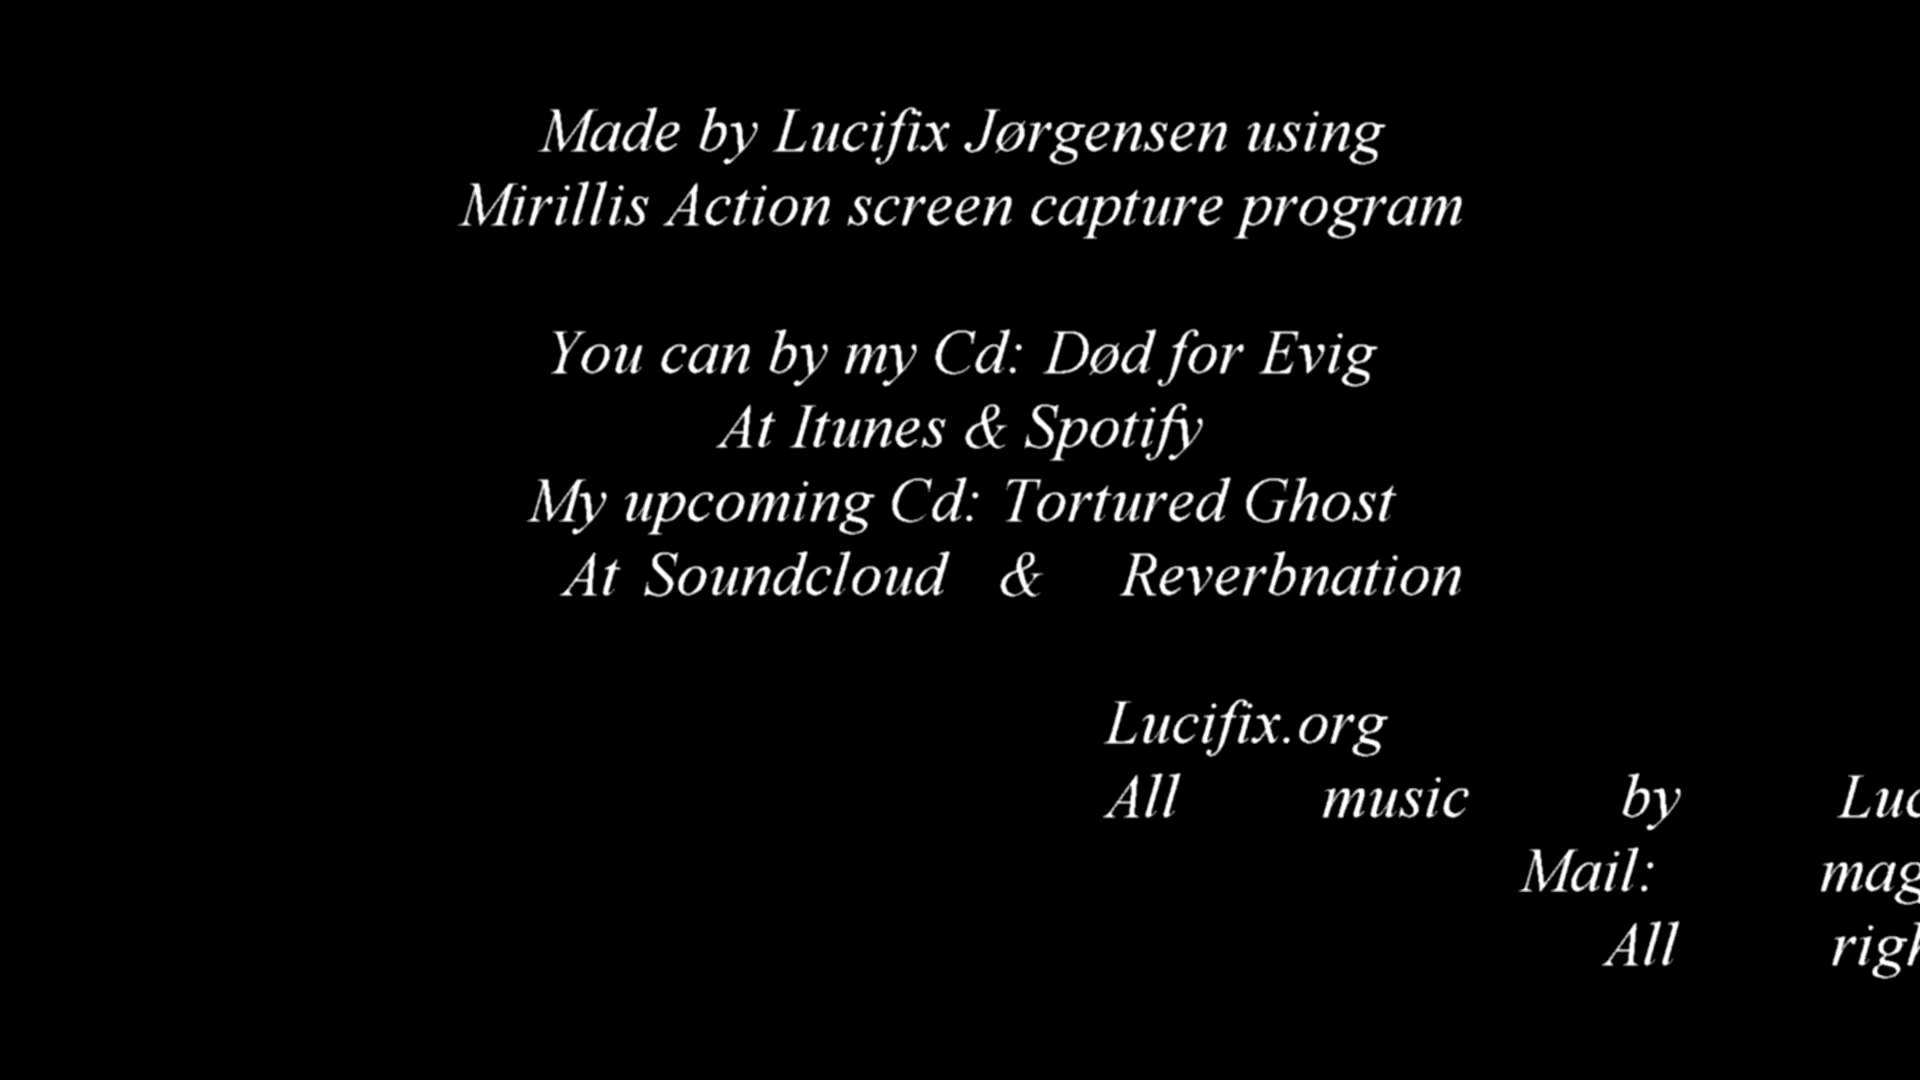 Made by Lucifix Jørgensen using
Mirillis Action screen capture program
You can by my Cd: Død for Evig
At Itunes & Spotify
My upcoming Cd: Tortured Ghost
At Soundcloud & Reverbnation
Lucifix.org
All music by
Mail:
All